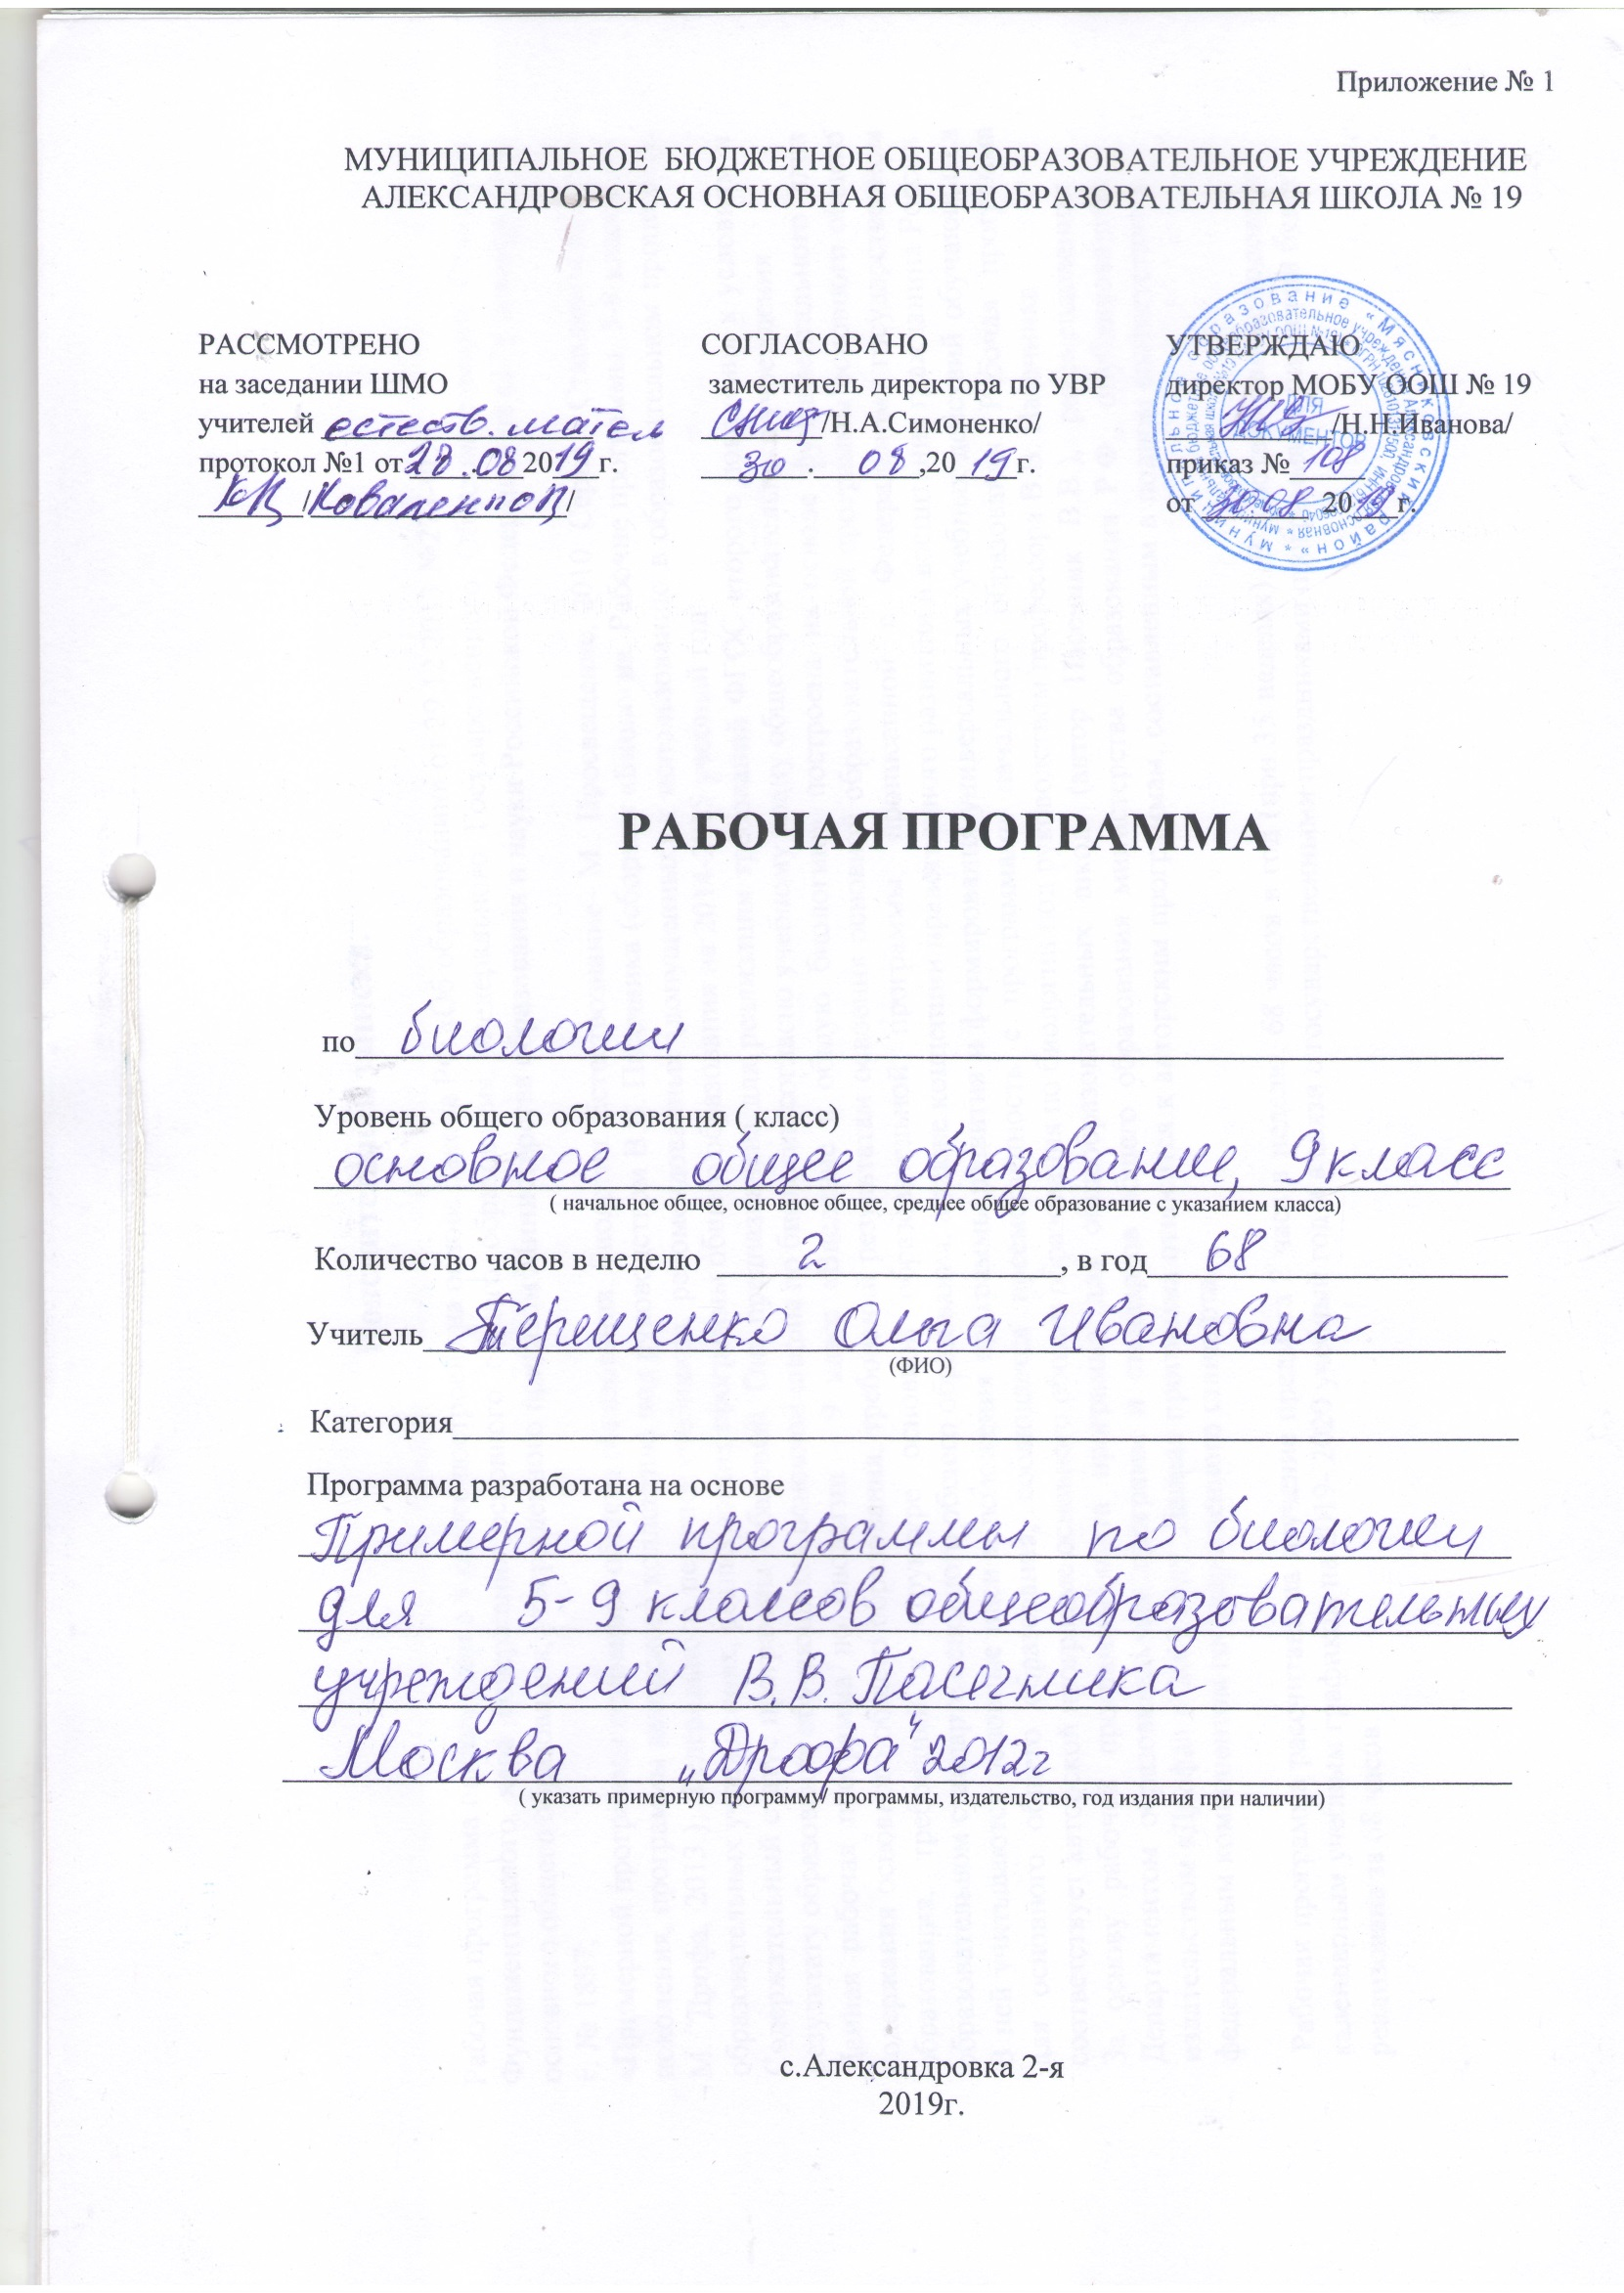 Приложение № 1
МУНИЦИПАЛЬНОЕ БЮДЖЕТНОЕ ОБЩЕОБРАЗОВАТЕЛЬНОЕ УЧРЕЖДЕНИЕ
АЛЕКСАНДРОВСКАЯ ОСНОВНАЯ ОБЩЕОБРАЗОВАТЕЛЬНАЯ ШКОЛА № 19
РАССМОТРЕНО
на заседании ШМО
учителей естеств. матем
протокол №1 от 28.08 2019г.
/Коваленко
СОГЛАСОВАНО
заместитель директора по УВР
/Н.А.Симоненко/
30.08,2019г.
УТВЕРЖДАЮ
директор МОБУ ООШ № 19
/Н.Н.Иванова/
приказ № 108
от .08 2019г.
ДЛЯ
ДОКУМЕНТОВ
РАБОЧАЯ ПРОГРАММА
по биологии
Уровень общего образования ( класс)
основное общее образование, 9 класс
( начальное общее, основное общее, среднее общее образование с указанием класса)
Количество часов в неделю 2, в год 68
Учитель Терещенко Ольга Ивановна
(ФИО)
Категория
Программа разработана на основе
Примерной программы по биологии
для 5-9 классов общеобразовательных
учреждений В.В. Пасечника
Москва „Дрофа“ 2012г
( указать примерную программу/ программы, издательство, год издания при наличии)
с.Александровка 2-я
2019г.